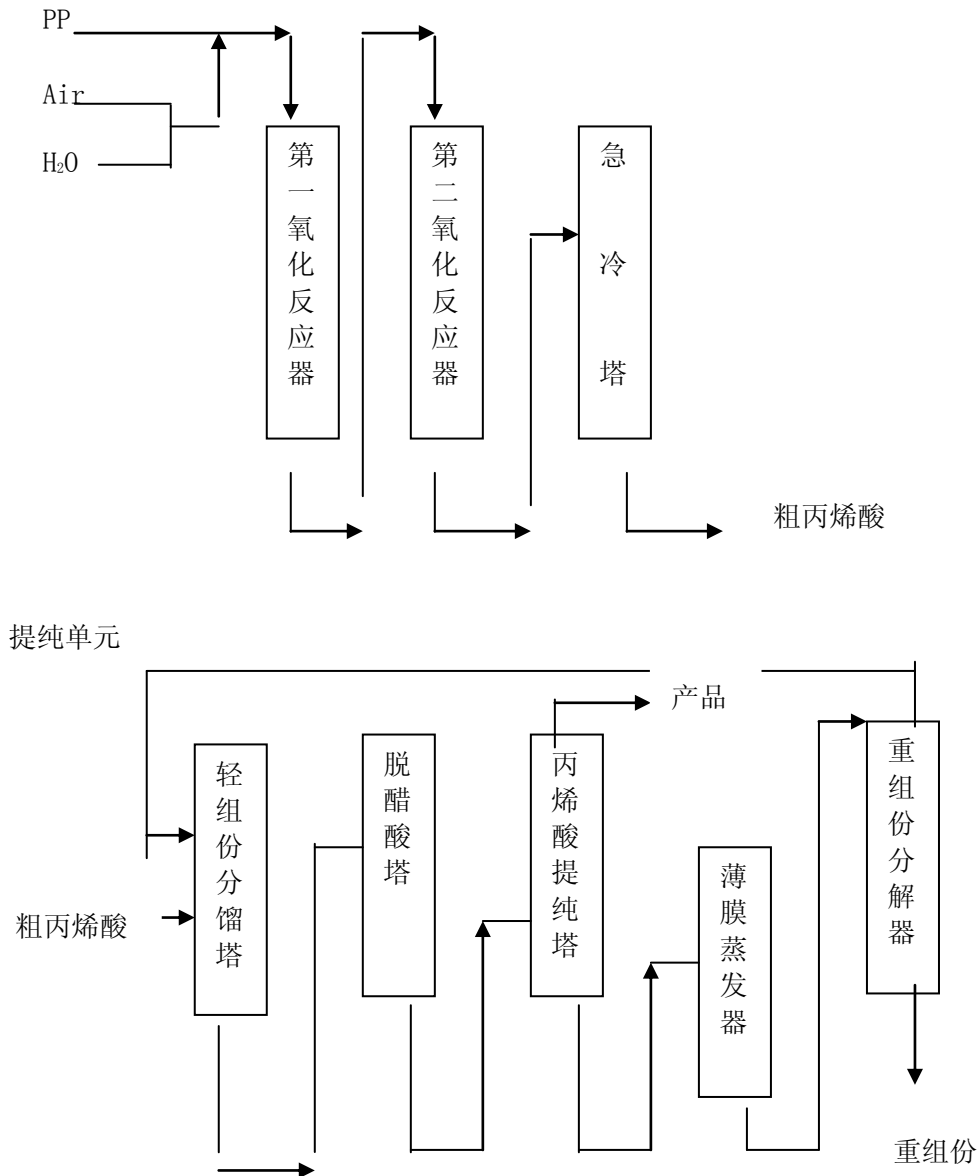 PP
Air
H₂O
第一氧化反应器
第二氧化反应器
急冷塔
粗丙烯酸
提纯单元
产品
轻组份分馏塔
脱醋酸塔
丙烯酸提纯塔
薄膜蒸发器
重组份分解器
粗丙烯酸
重组份